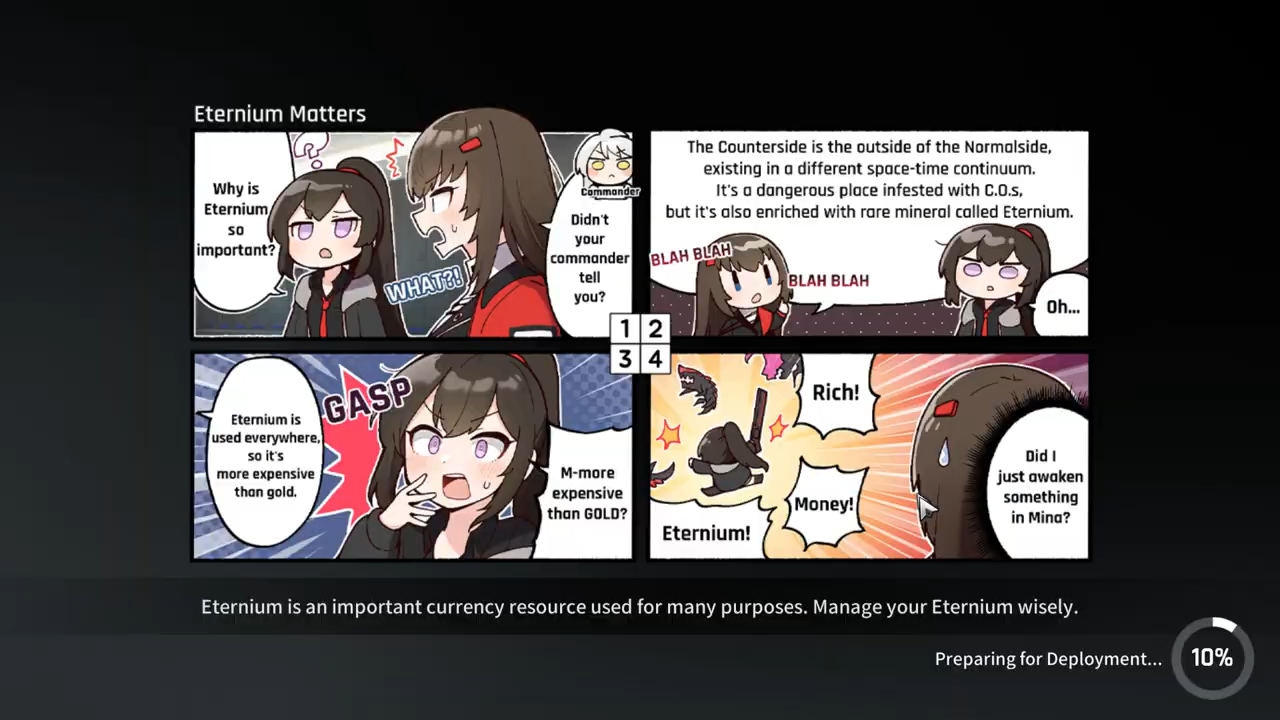 Eternium Matters
Why is
Eternium
so
important?
?
WHAT?!
Commander
Didn't
your
commander
tell
you?
The Counterside is the outside of the Normalside,
existing in a different space-time continuum.
It's a dangerous place infested with C.O.s,
but it's also enriched with rare mineral called Eternium.
BLAH BLAH
BLAH BLAH
Oh...
1 2
3 4
Eternium is
used everywhere,
so it's
more expensive
than gold.
GASP
M-more
expensive
than GOLD?
Rich!
Money!
Eternium!
Did I
just awaken
something
in Mina?
Eternium is an important currency resource used for many purposes. Manage your Eternium wisely.
Preparing for Deployment...
10%